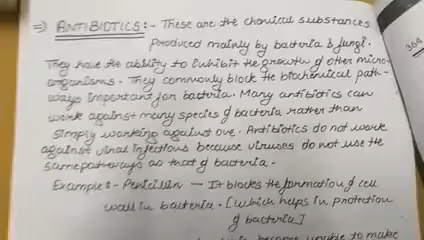 ⇒ ANTIBIOTICS :- These are the chemical substances
produced mainly by bacteria & fungi.
They have the ability to inhibit the growth of other micro-
organisms. They commonly block the biochemical path-
ways important for bacteria. Many antibiotics can
work against many species of bacteria rather than
simply working against one. Antibiotics do not work
against viral infections because viruses do not use the
same pathways as that of bacteria.
Example :- Penicillin — It blocks the formation of cell
wall in bacteria. [which helps in protection
of bacteria]
become unable to make
364